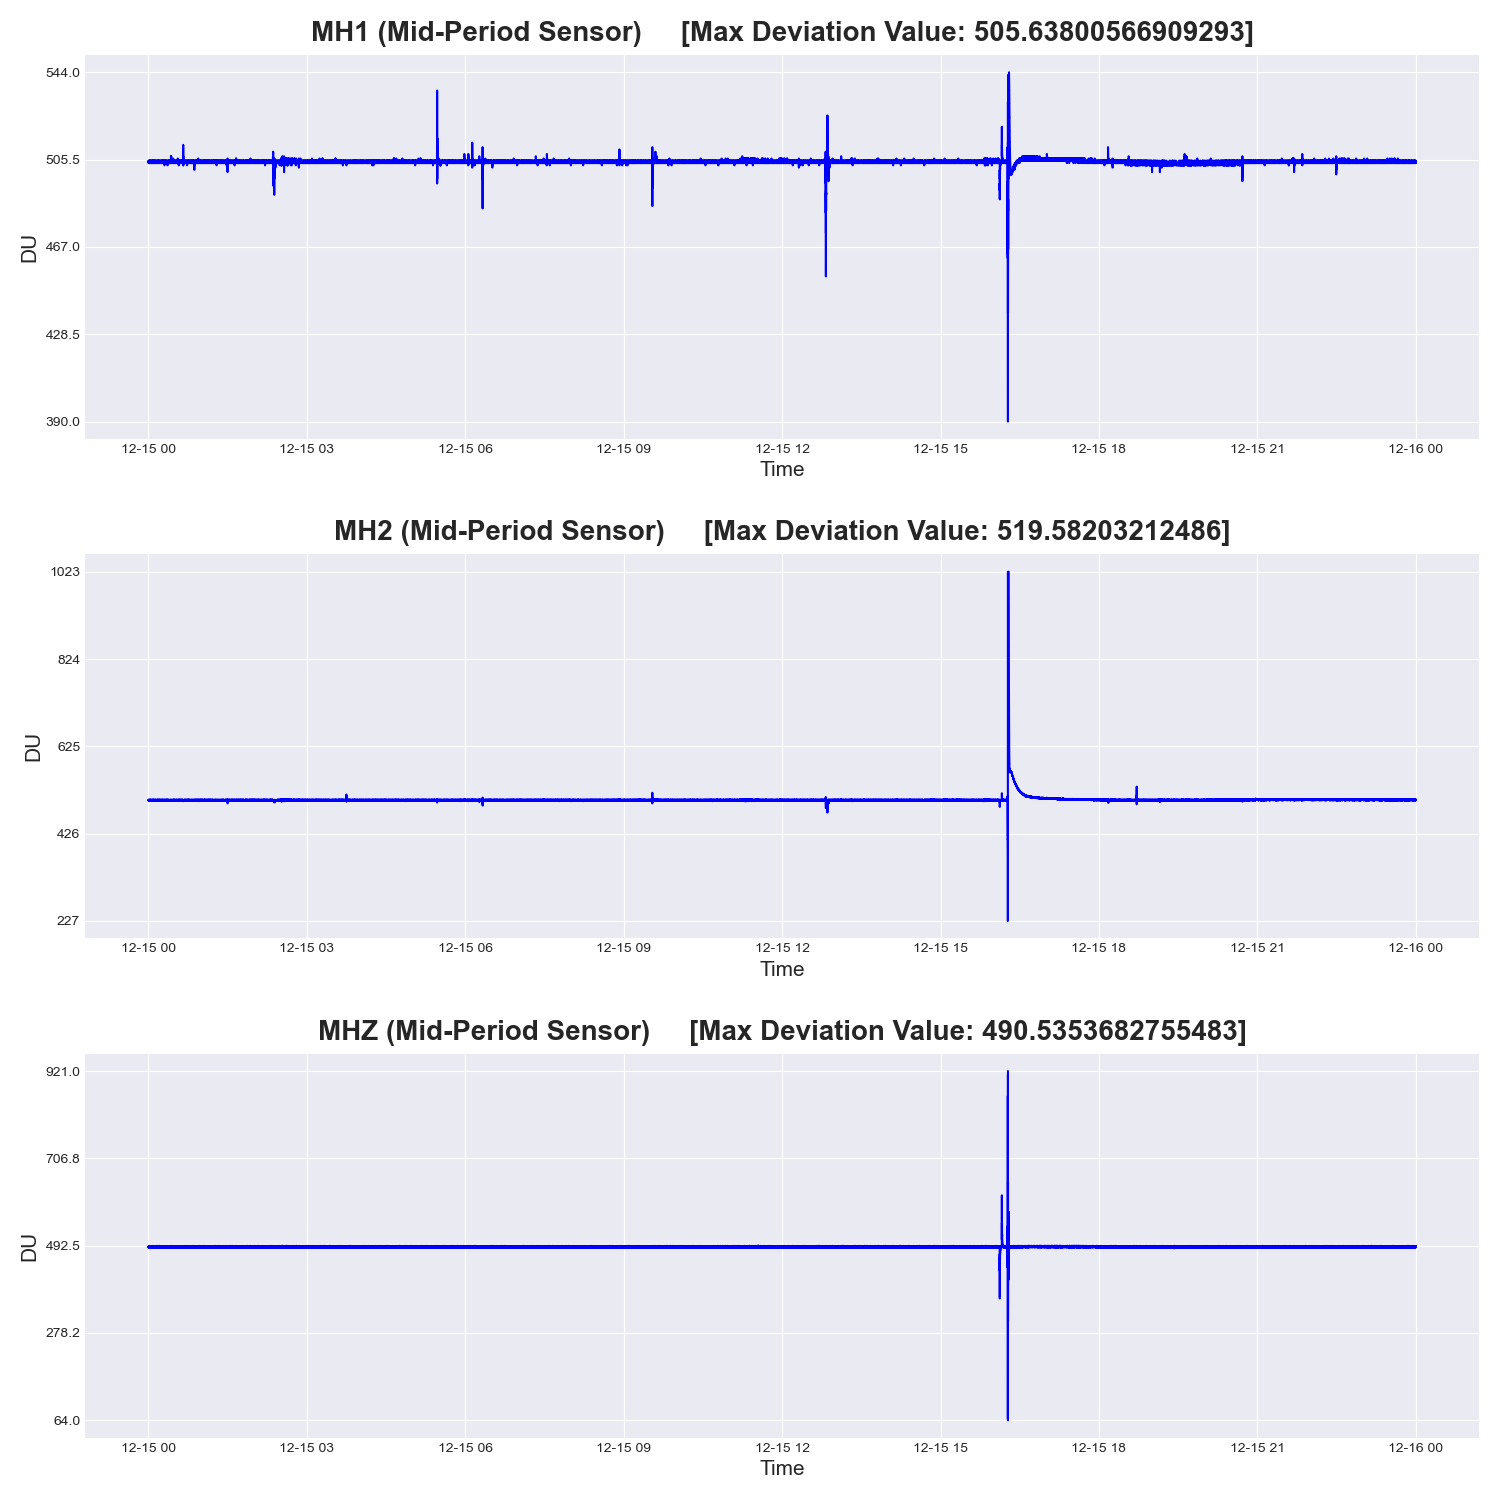 MH1 (Mid-Period Sensor) [Max Deviation Value: 505.63800566909293]
544.0
505.5
467.0
428.5
390.0
DU
12-15 00 12-15 03 12-15 06 12-15 09 12-15 12 12-15 15 12-15 18 12-15 21 12-16 00
Time
MH2 (Mid-Period Sensor) [Max Deviation Value: 519.58203212486]
1023
824
625
426
227
DU
12-15 00 12-15 03 12-15 06 12-15 09 12-15 12 12-15 15 12-15 18 12-15 21 12-16 00
Time
MHZ (Mid-Period Sensor) [Max Deviation Value: 490.5353682755483]
921.0
706.8
492.5
278.2
64.0
DU
12-15 00 12-15 03 12-15 06 12-15 09 12-15 12 12-15 15 12-15 18 12-15 21 12-16 00
Time